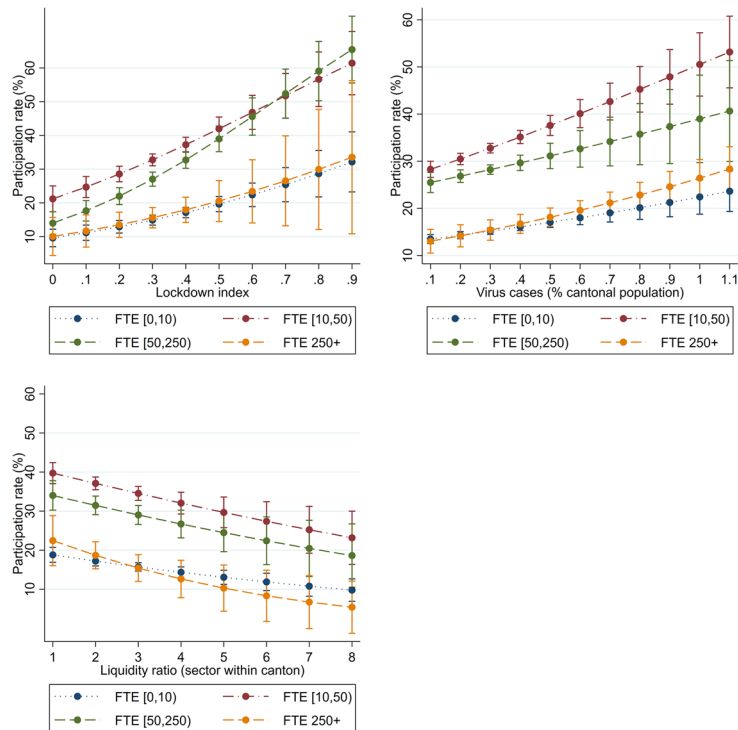 Participation rate (%)
60
50
40
30
20
10
0 .1 .2 .3 .4 .5 .6 .7 .8 .9
Lockdown index
FTE [0,10) FTE [10,50)
FTE [50,250) FTE 250+
Participation rate (%)
60
50
40
30
20
10
.1 .2 .3 .4 .5 .6 .7 .8 .9 1 1.1
Virus cases (% cantonal population)
FTE [0,10) FTE [10,50)
FTE [50,250) FTE 250+
Participation rate (%)
60
50
40
30
20
10
1 2 3 4 5 6 7 8
Liquidity ratio (sector within canton)
FTE [0,10) FTE [10,50)
FTE [50,250) FTE 250+